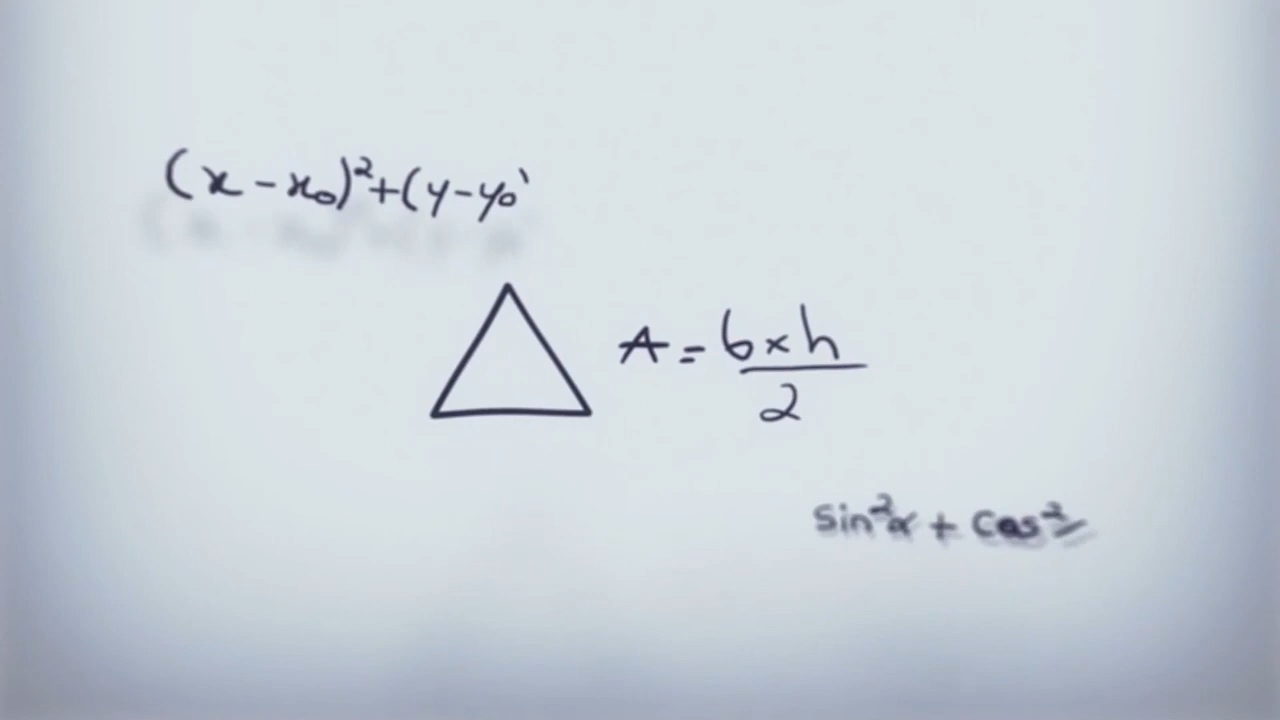 (x - x₀)² + (y - y₀
A = b × h / 2
sin²α + cos²